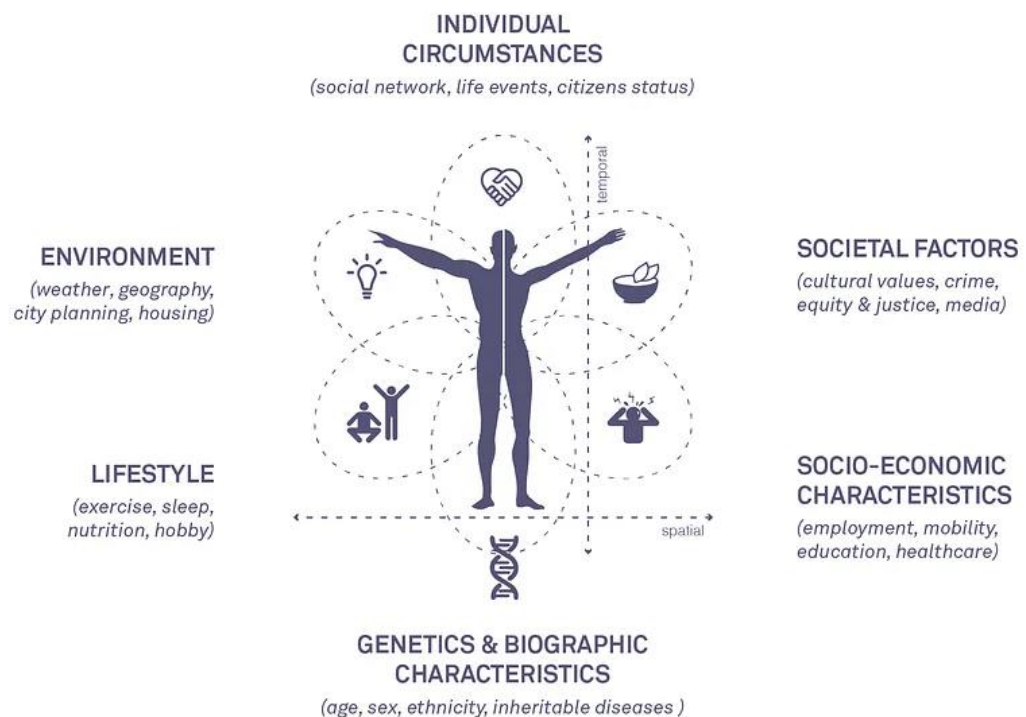 INDIVIDUAL
CIRCUMSTANCES
(social network, life events, citizens status)
temporal
ENVIRONMENT
(weather, geography,
city planning, housing)
SOCIETAL FACTORS
(cultural values, crime,
equity & justice, media)
LIFESTYLE
(exercise, sleep,
nutrition, hobby)
SOCIO-ECONOMIC
CHARACTERISTICS
(employment, mobility,
education, healthcare)
spatial
GENETICS & BIOGRAPHIC
CHARACTERISTICS
(age, sex, ethnicity, inheritable diseases )